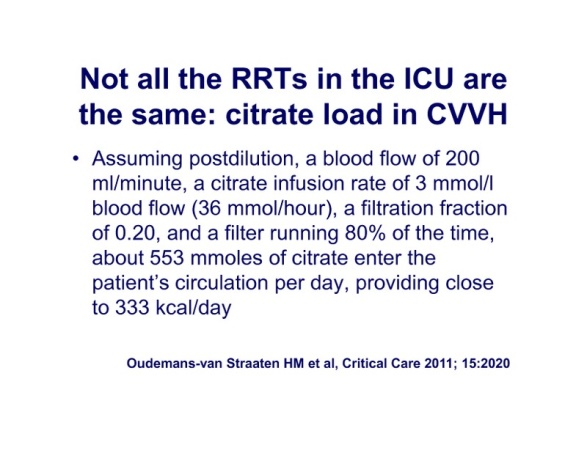 Not all the RRTs in the ICU are
the same: citrate load in CVVH
• Assuming postdilution, a blood flow of 200
ml/minute, a citrate infusion rate of 3 mmol/l
blood flow (36 mmol/hour), a filtration fraction
of 0.20, and a filter running 80% of the time,
about 553 mmoles of citrate enter the
patient's circulation per day, providing close
to 333 kcal/day
Oudemans-van Straaten HM et al, Critical Care 2011; 15:2020